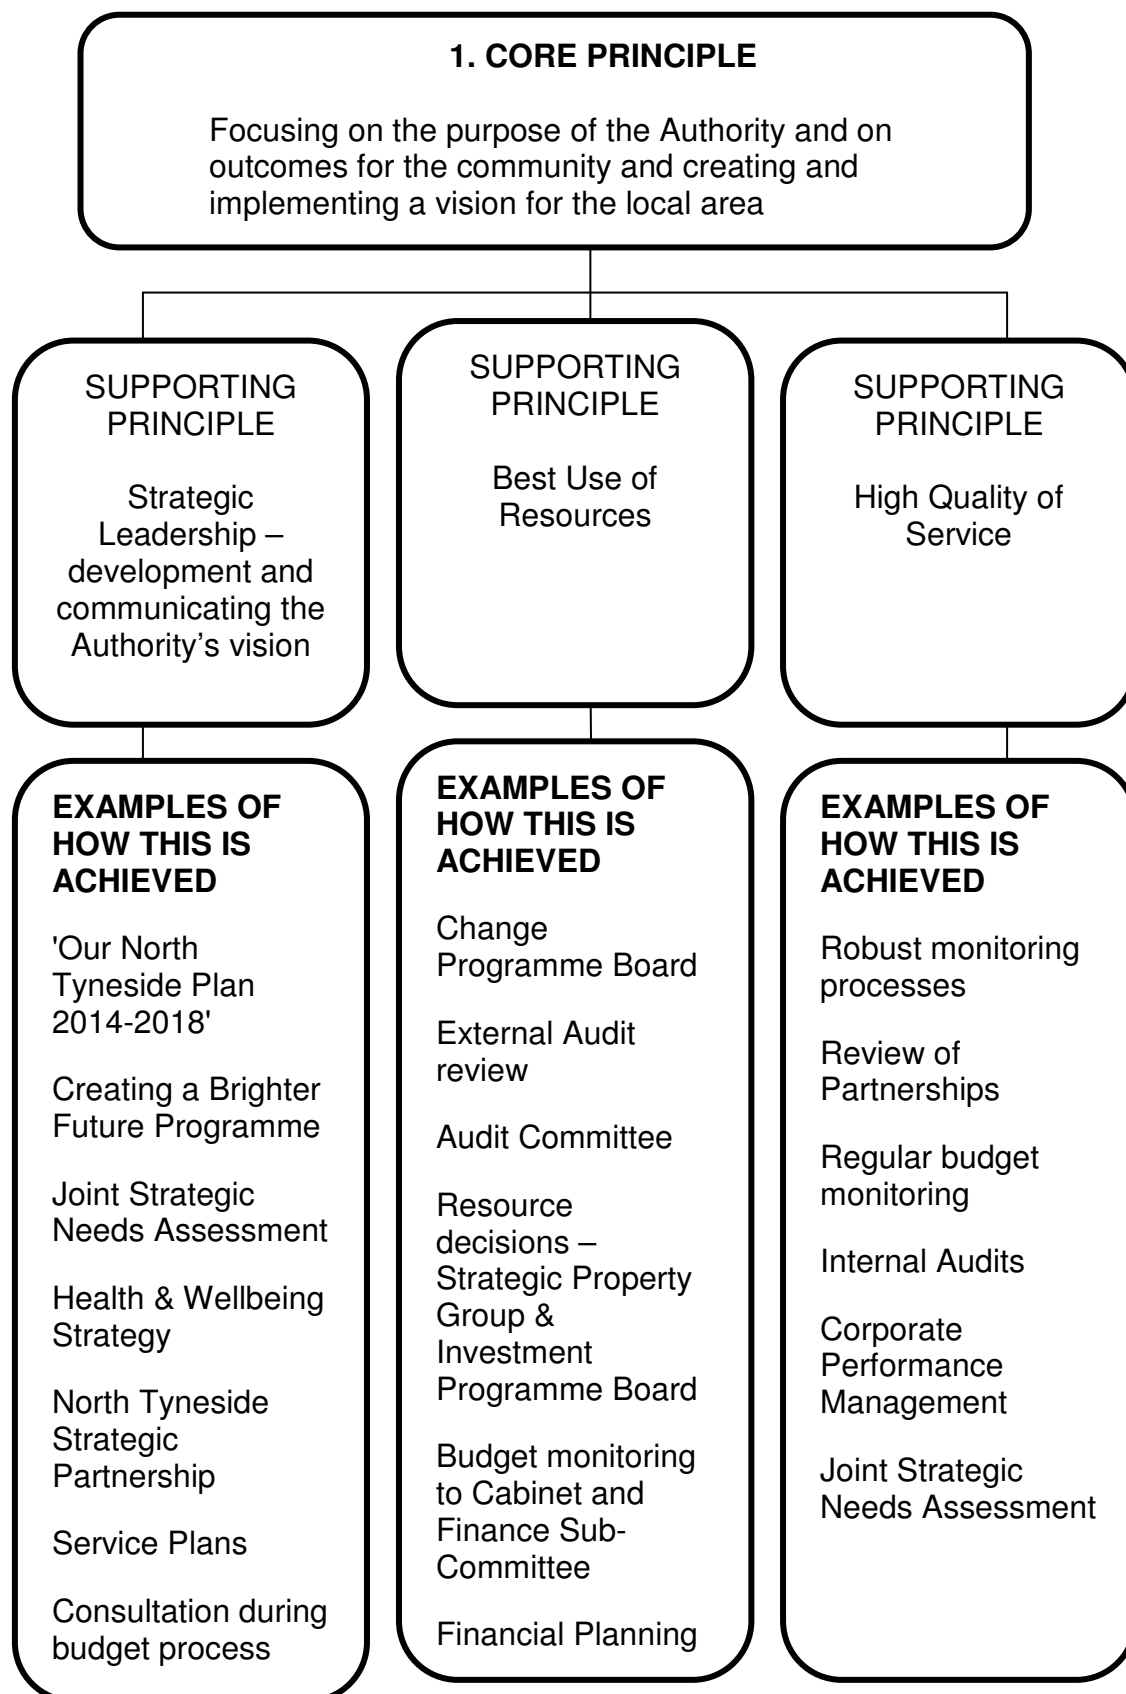 1. CORE PRINCIPLE
Focusing on the purpose of the Authority and on
outcomes for the community and creating and
implementing a vision for the local area
SUPPORTING
PRINCIPLE
Strategic
Leadership –
development and
communicating the
Authority’s vision
SUPPORTING
PRINCIPLE
Best Use of
Resources
SUPPORTING
PRINCIPLE
High Quality of
Service
EXAMPLES OF
HOW THIS IS
ACHIEVED
'Our North
Tyneside Plan
2014-2018'
Creating a Brighter
Future Programme
Joint Strategic
Needs Assessment
Health & Wellbeing
Strategy
North Tyneside
Strategic
Partnership
Service Plans
Consultation during
budget process
EXAMPLES OF
HOW THIS IS
ACHIEVED
Change
Programme Board
External Audit
review
Audit Committee
Resource
decisions –
Strategic Property
Group &
Investment
Programme Board
Budget monitoring
to Cabinet and
Finance Sub-
Committee
Financial Planning
EXAMPLES OF
HOW THIS IS
ACHIEVED
Robust monitoring
processes
Review of
Partnerships
Regular budget
monitoring
Internal Audits
Corporate
Performance
Management
Joint Strategic
Needs Assessment